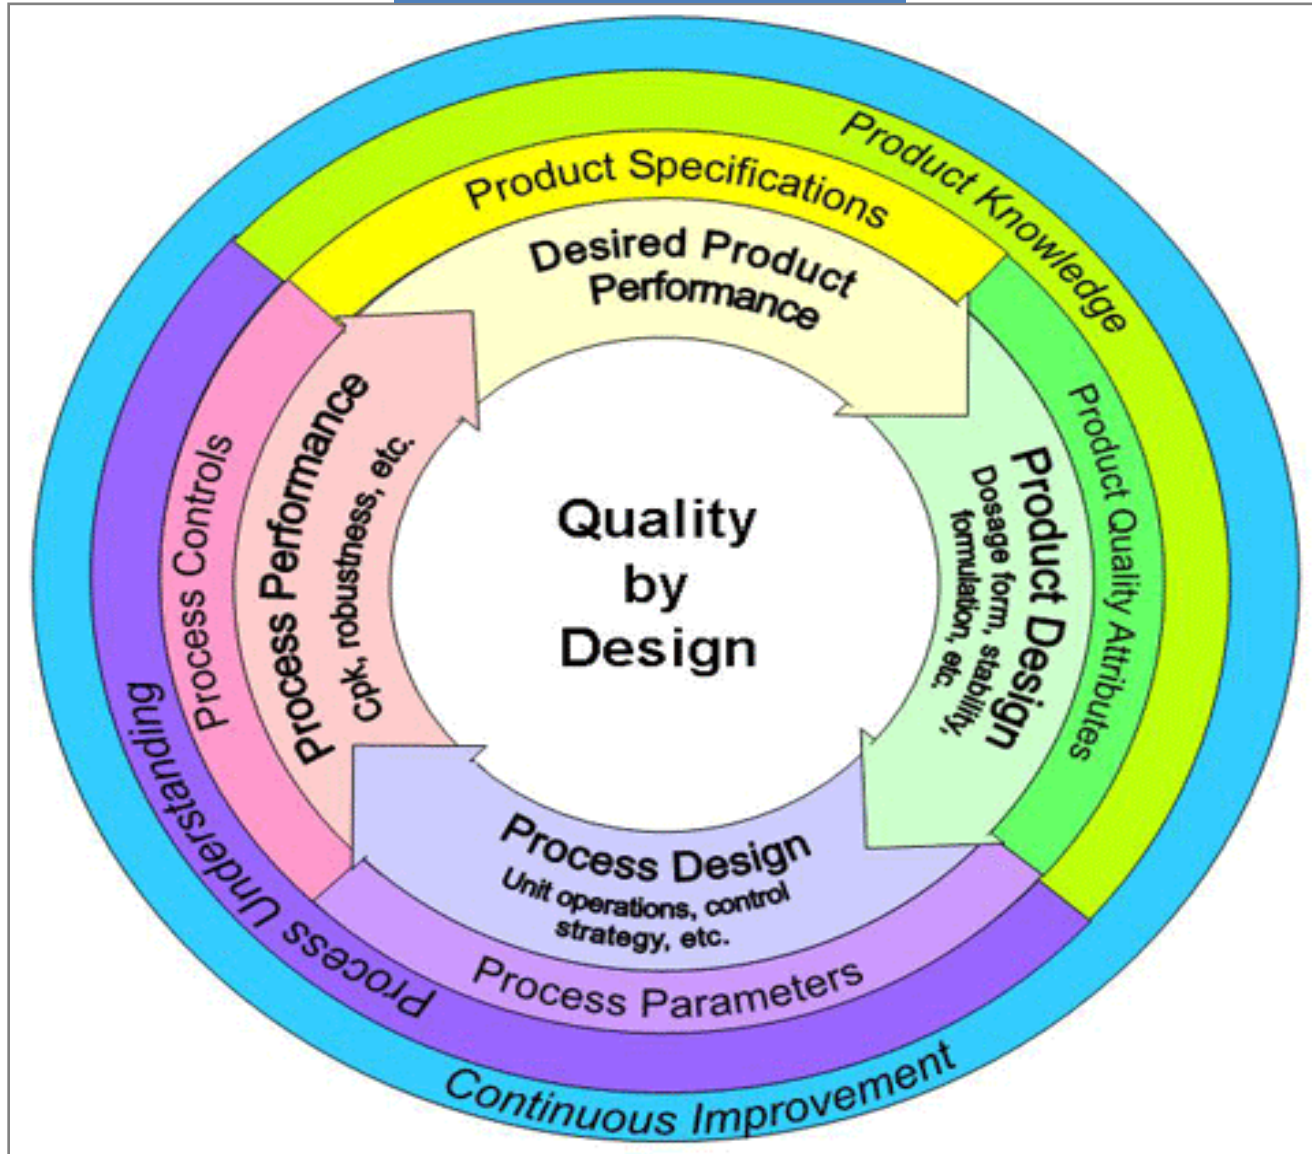 Product Knowledge
Product Specifications
Desired Product
Performance
Product Quality Attributes
Product Design
Dosage form, stability,
formulation, etc.
Process Performance
Cpk, robustness, etc.
Process Controls
Quality
by
Design
Process Design
Unit operations, control
strategy, etc.
Process Parameters
Process Understanding
Continuous Improvement